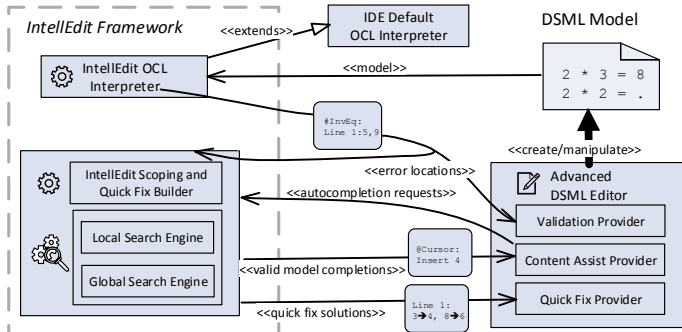 IntellEdit Framework
IDE Default
OCL Interpreter
DSML Model
<<extends>>
IntellEdit OCL
Interpreter
<<model>>
2 * 3 = 8
2 * 2 = .
#InvEq:
Line 1:5,9
<<create/manipulate>>
<<error locations>>
IntellEdit Scoping and
Quick Fix Builder
<<autocompletion requests>>
Advanced
DSML Editor
Validation Provider
Local Search Engine
@Cursor:
Insert 4
Content Assist Provider
<<valid model completions>>
Global Search Engine
Line 1:
3➔4, 8➔6
Quick Fix Provider
<<quick fix solutions>>